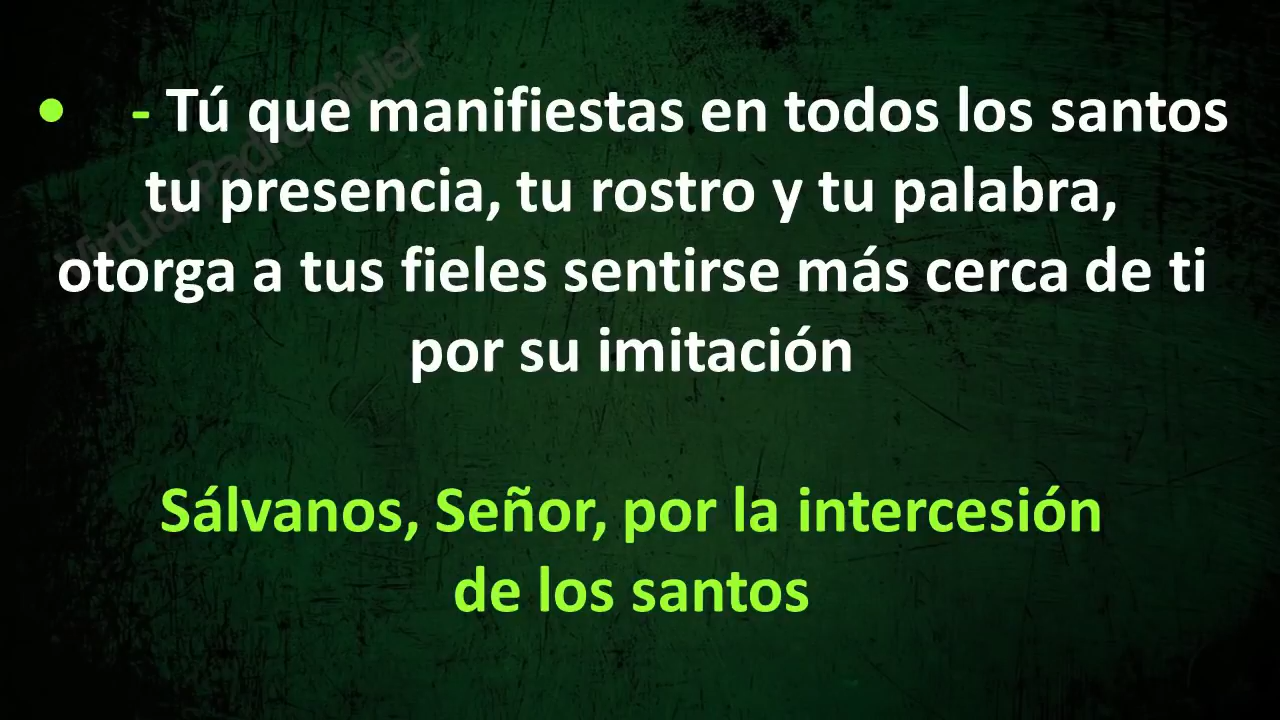 • - Tú que manifiestas en todos los santos
tu presencia, tu rostro y tu palabra,
otorga a tus fieles sentirse más cerca de ti
por su imitación
Sálvanos, Señor, por la intercesión
de los santos